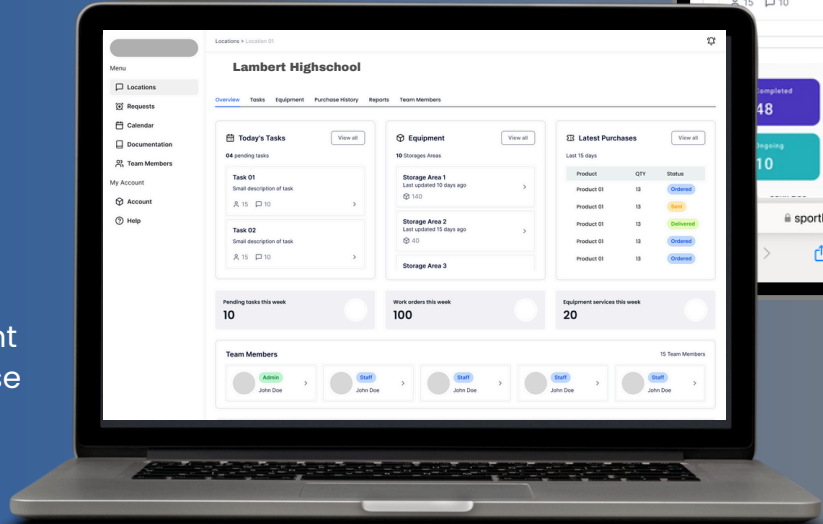 15 10
Completed
48
Ongoing
10
Locations > Location 01
Menu
Locations
Requests
Calendar
Documentation
Team Members
My Account
Account
Help
Lambert Highschool
Overview Tasks Equipment Purchase History Reports Team Members
Today's Tasks View all
04 pending tasks
Task 01
Small description of task
15 10
Task 02
Small description of task
15 10
Equipment View all
10 Storages Areas
Storage Area 1
Last updated 10 days ago
140
Storage Area 2
Last updated 15 days ago
40
Storage Area 3
Latest Purchases View all
Last 15 days
Product QTY Status
Product 01 13 Ordered
Product 01 13 Sent
Product 01 13 Delivered
Product 01 13 Ordered
Product 01 13 Ordered
Pending tasks this week
10
Work orders this week
100
Equipment services this week
20
Team Members 15 Team Members
Admin
John Doe
Staff
John Doe
Staff
John Doe
Staff
John Doe
Staff
John Doe